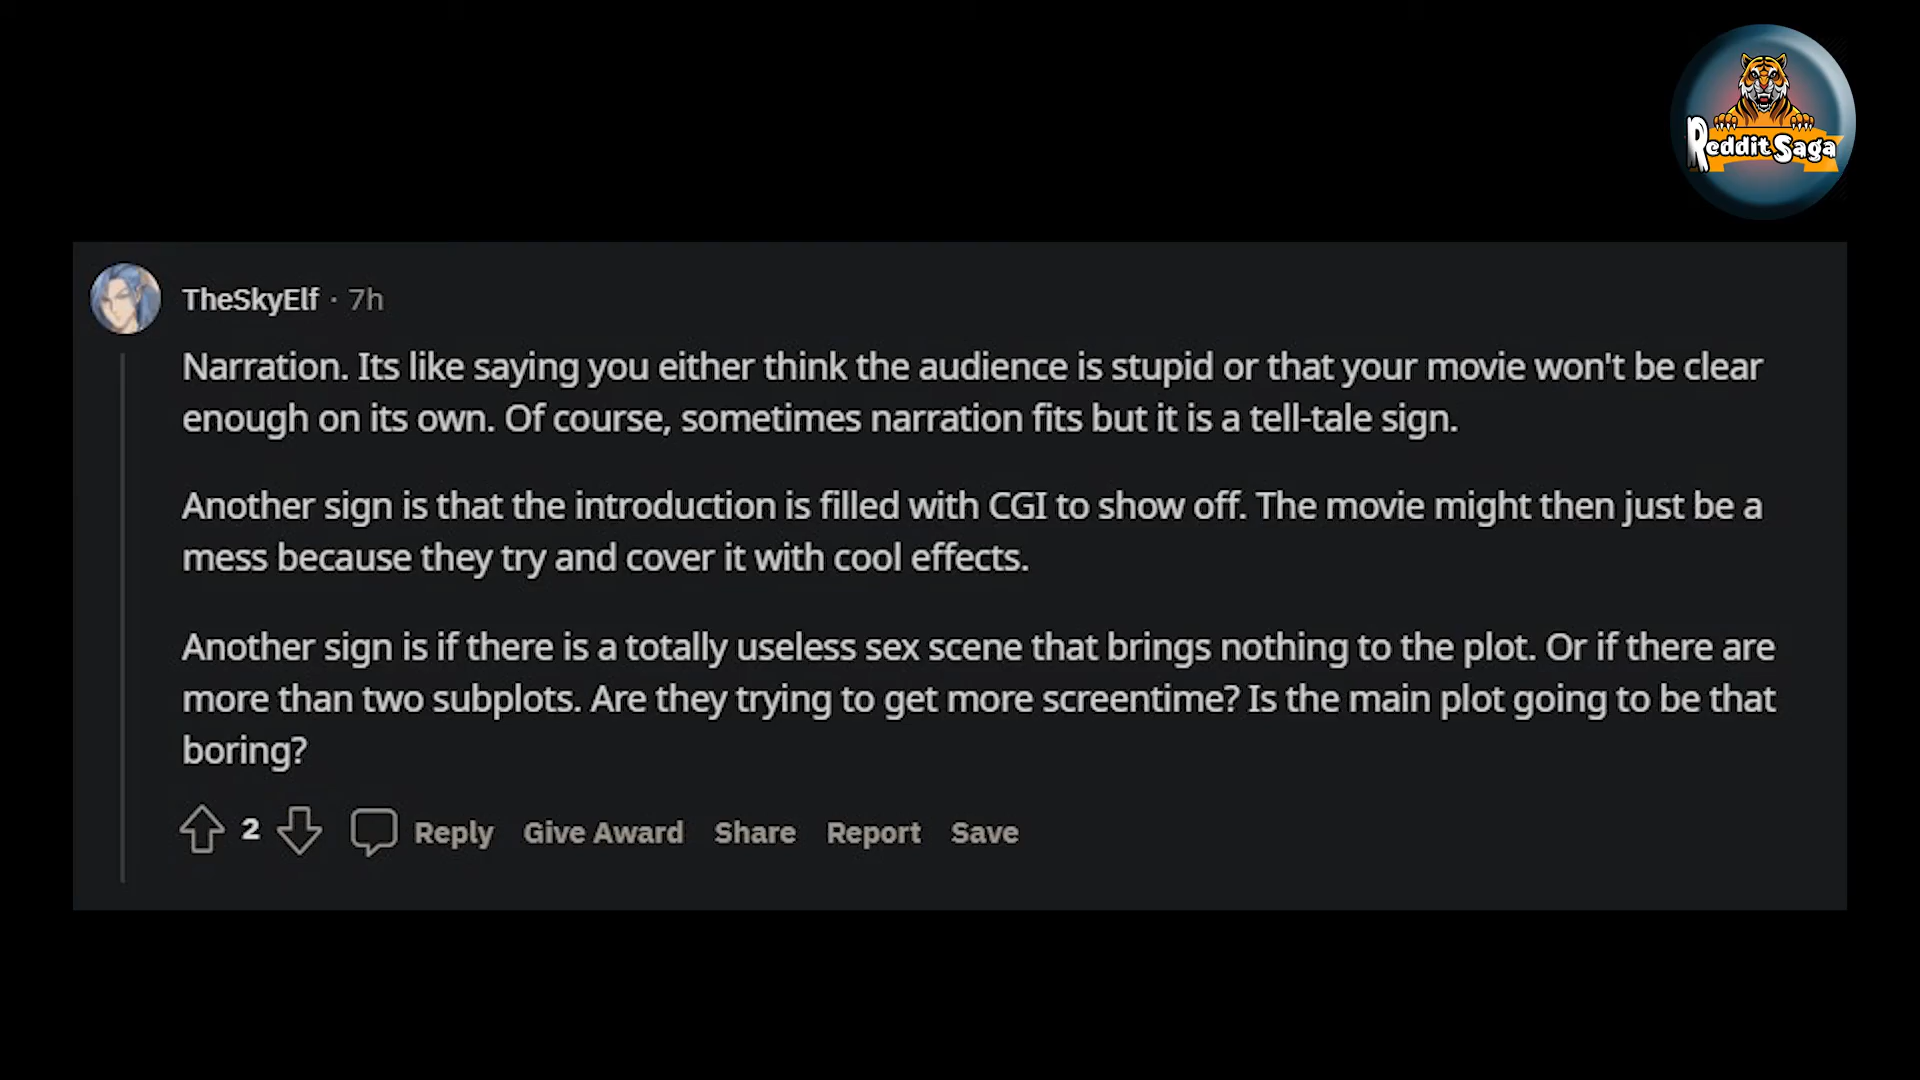 Reddit Saga
TheSkyElf · 7h
Narration. Its like saying you either think the audience is stupid or that your movie won't be clear
enough on its own. Of course, sometimes narration fits but it is a tell-tale sign.
Another sign is that the introduction is filled with CGI to show off. The movie might then just be a
mess because they try and cover it with cool effects.
Another sign is if there is a totally useless sex scene that brings nothing to the plot. Or if there are
more than two subplots. Are they trying to get more screentime? Is the main plot going to be that
boring?
2 Reply Give Award Share Report Save